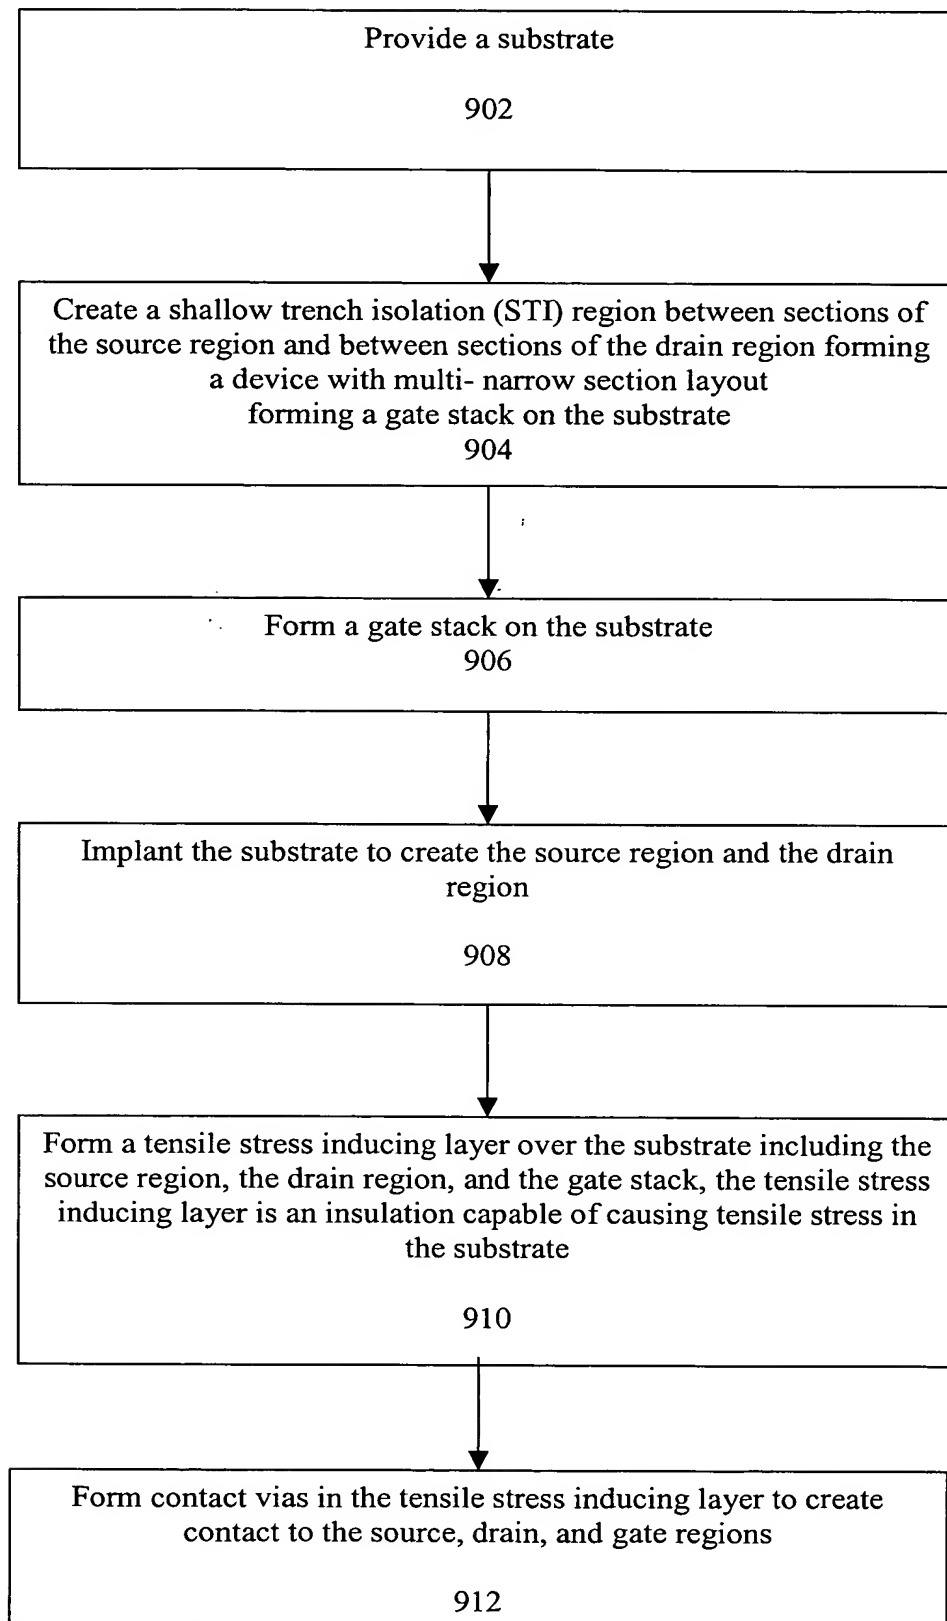 Provide a substrate
902
Create a shallow trench isolation (STI) region between sections of
the source region and between sections of the drain region forming
a device with multi- narrow section layout
forming a gate stack on the substrate
904
Form a gate stack on the substrate
906
Implant the substrate to create the source region and the drain
region
908
Form a tensile stress inducing layer over the substrate including the
source region, the drain region, and the gate stack, the tensile stress
inducing layer is an insulation capable of causing tensile stress in
the substrate
910
Form contact vias in the tensile stress inducing layer to create
contact to the source, drain, and gate regions
912